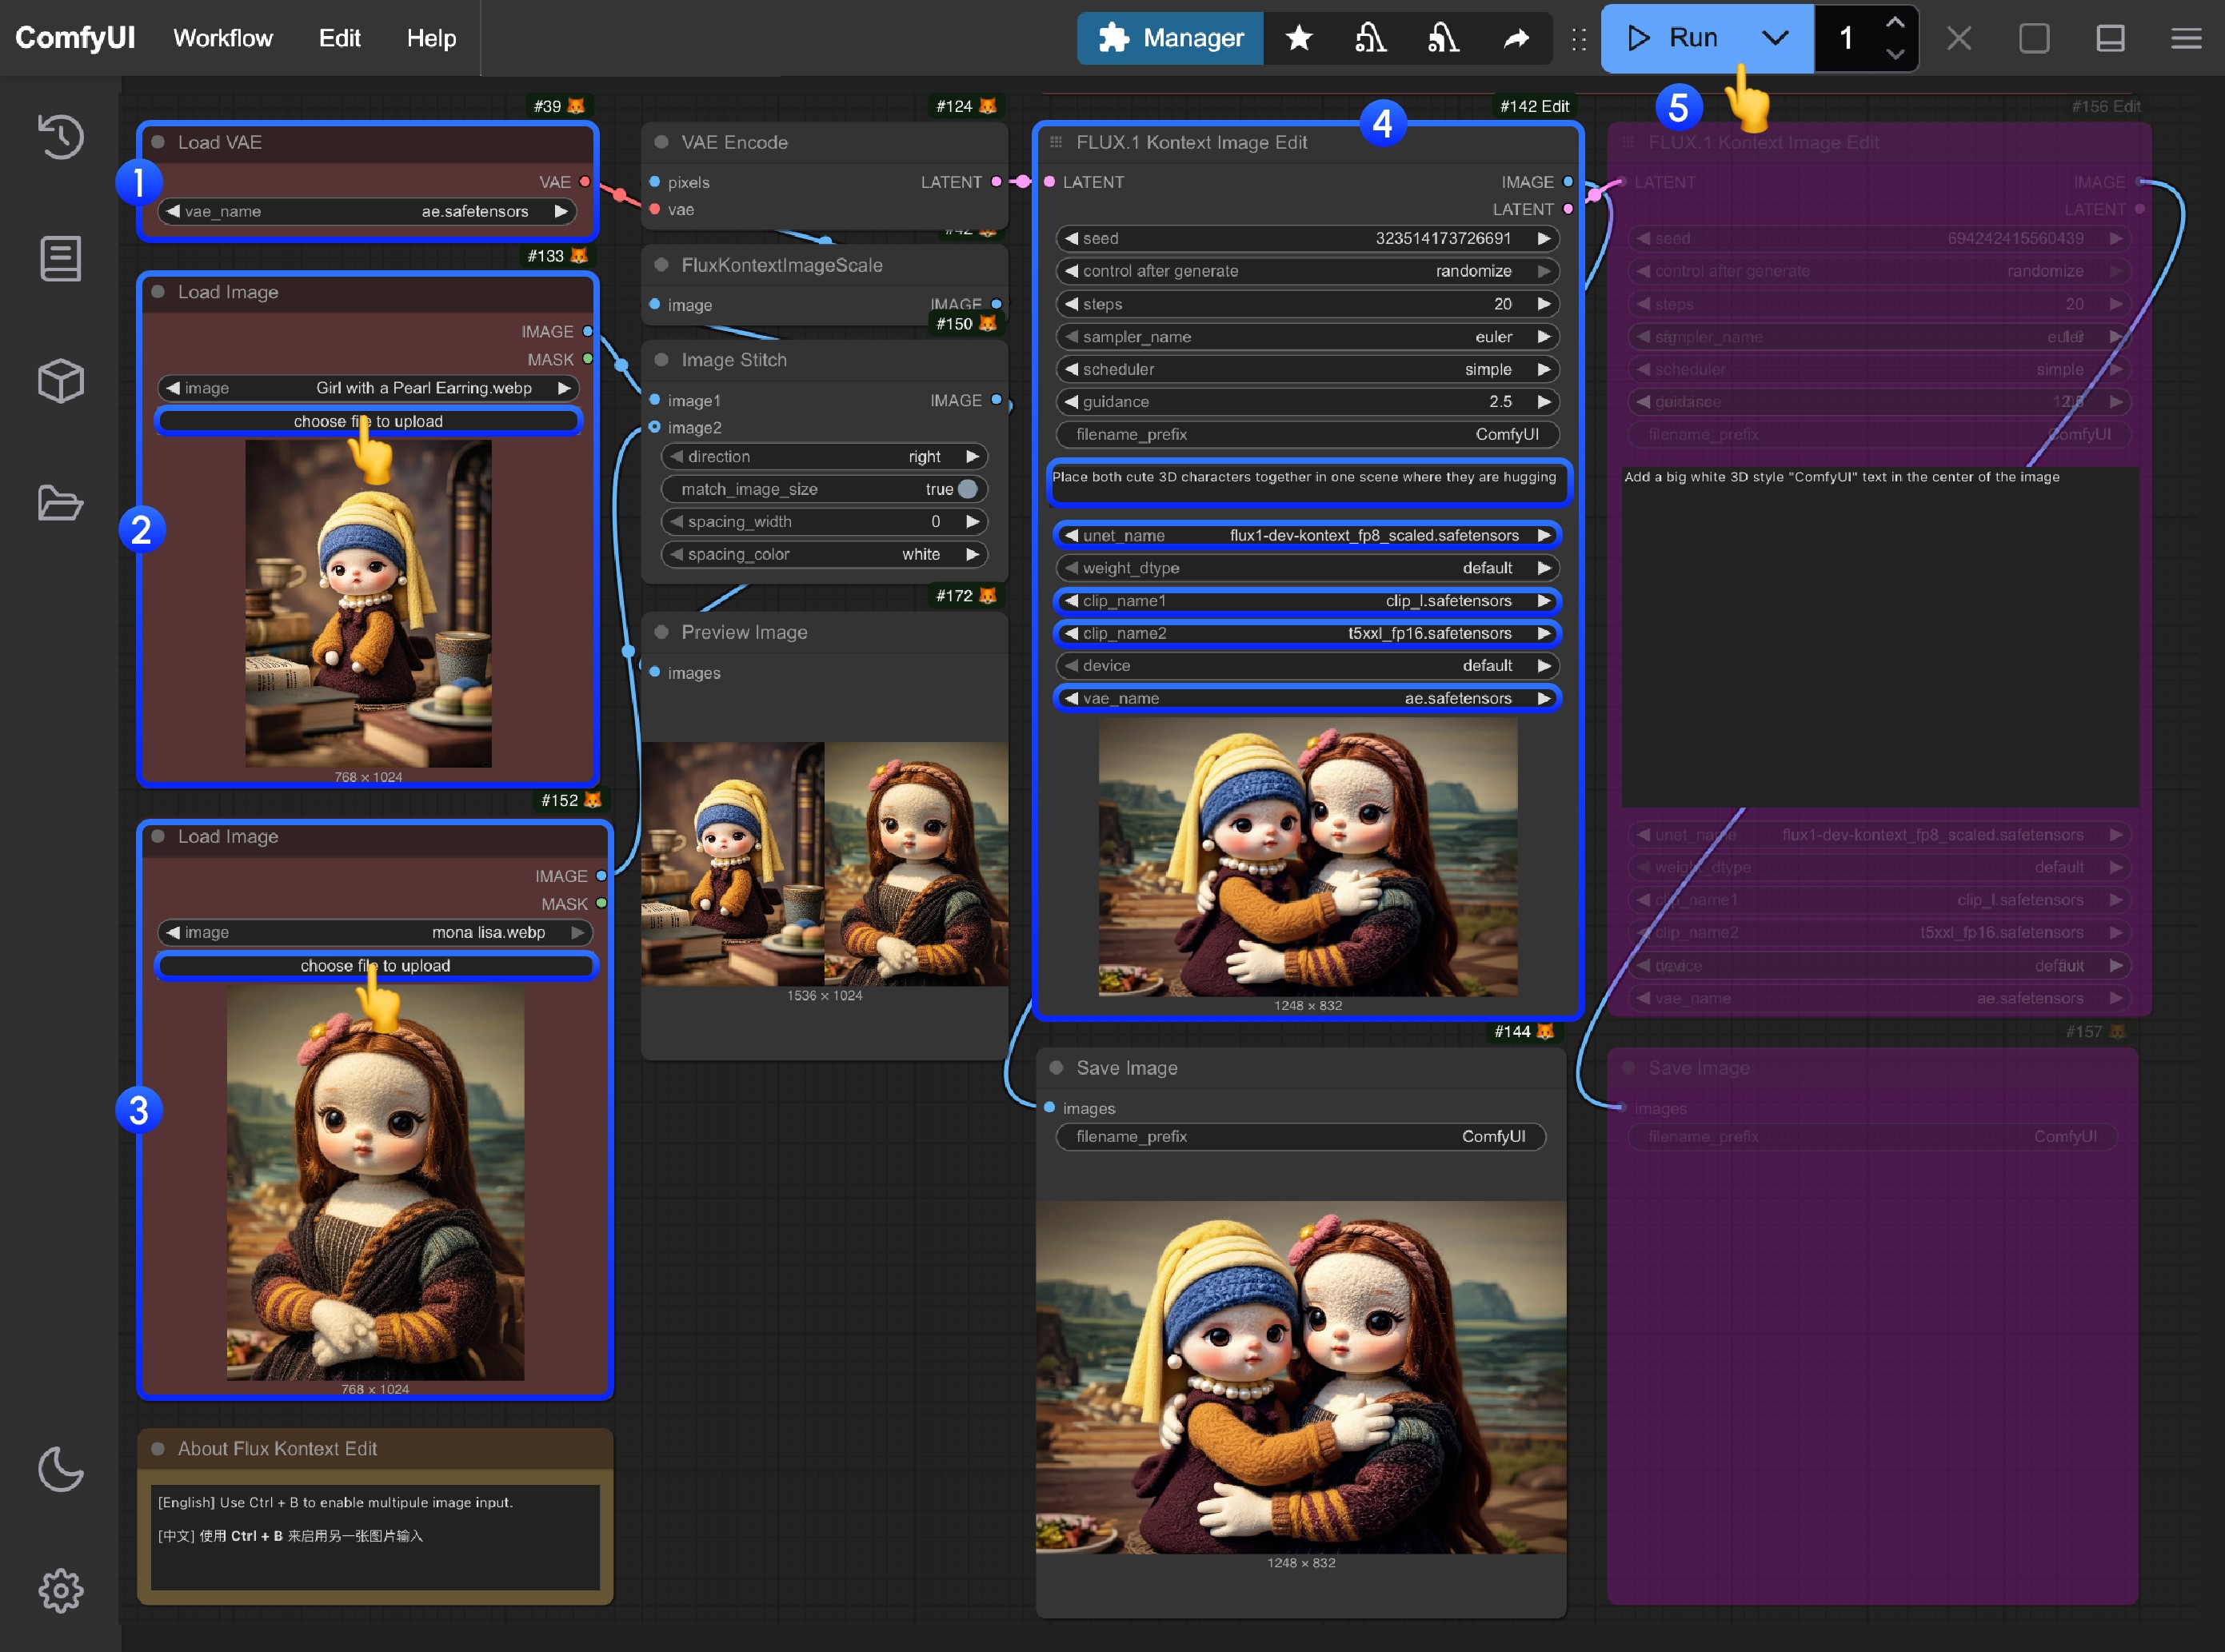 ComfyUI Workflow Edit Help Manager Run 1
#39
Load VAE
VAE
vae_name ae.safetensors
1
#133
Load Image
IMAGE
MASK
image Girl with a Pearl Earring.webp
choose file to upload
2
768 × 1024
#152
Load Image
IMAGE
MASK
image mona lisa.webp
choose file to upload
3
768 × 1024
About Flux Kontext Edit
[English] Use Ctrl + B to enable multipule image input.
[中文] 使用 Ctrl + B 来启用另一张图片输入
#124
VAE Encode
pixels LATENT
vae
#42
FluxKontextImageScale
image IMAGE
#150
Image Stitch
image1 IMAGE
image2
direction right
match_image_size true
spacing_width 0
spacing_color white
#172
Preview Image
images
1536 × 1024
#142 Edit
4
FLUX.1 Kontext Image Edit
LATENT IMAGE
LATENT
seed 323514173726691
control after generate randomize
steps 20
sampler_name euler
scheduler simple
guidance 2.5
filename_prefix ComfyUI
Place both cute 3D characters together in one scene where they are hugging
unet_name flux1-dev-kontext_fp8_scaled.safetensors
weight_dtype default
clip_name1 clip_l.safetensors
clip_name2 t5xxl_fp16.safetensors
device default
vae_name ae.safetensors
1248 × 832
#144
Save Image
images
filename_prefix ComfyUI
1248 × 832
5
#156 Edit
FLUX.1 Kontext Image Edit
LATENT IMAGE
LATENT
seed 694242415560439
control after generate randomize
steps 20
sampler_name euler
scheduler simple
guidance
filename_prefix ComfyUI
Add a big white 3D style "ComfyUI" text in the center of the image
unet_name flux1-dev-kontext_fp8_scaled.safetensors
weight_dtype default
clip_name1 clip_l.safetensors
clip_name2 t5xxl_fp16.safetensors
device default
vae_name ae.safetensors
#157
Save Image
images
filename_prefix ComfyUI